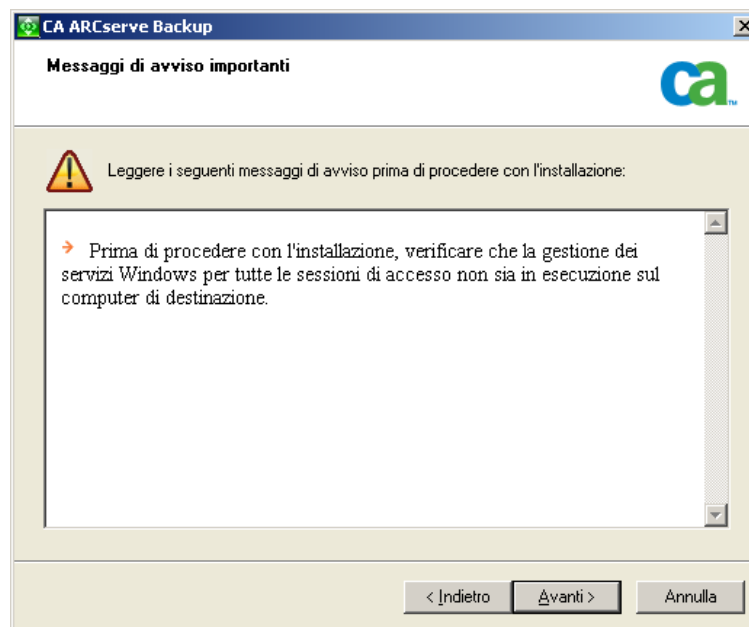 CA ARCserve Backup
Messaggi di avviso importanti
ca
TM
Leggere i seguenti messaggi di avviso prima di procedere con l'installazione:
Prima di procedere con l'installazione, verificare che la gestione dei
servizi Windows per tutte le sessioni di accesso non sia in esecuzione sul
computer di destinazione.
< Indietro
Avanti >
Annulla